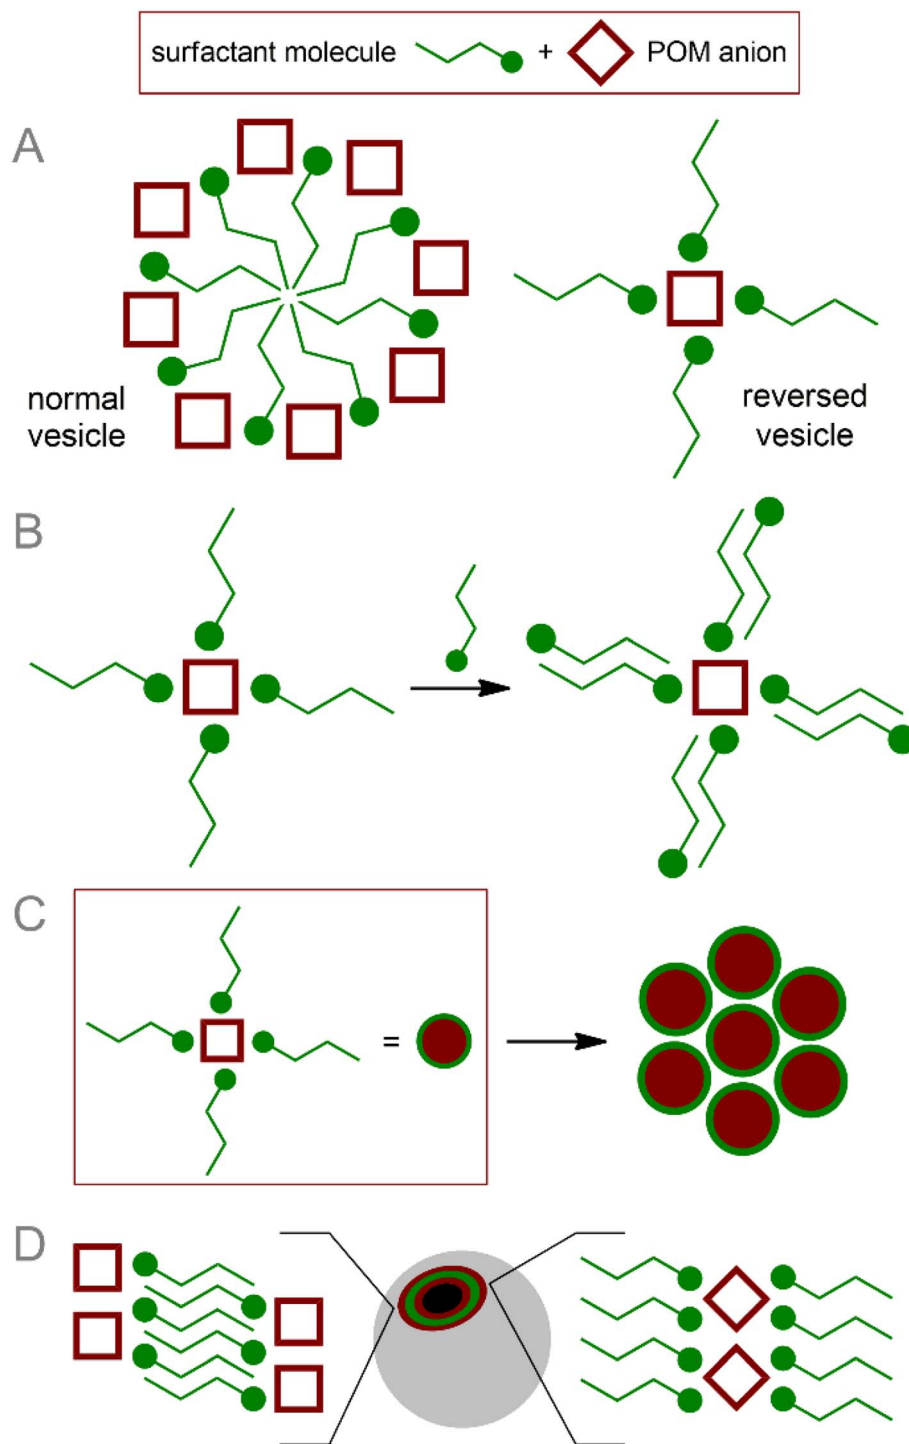 surfactant molecule + POM anion
A
normal
vesicle
reversed
vesicle
B
C
=
D